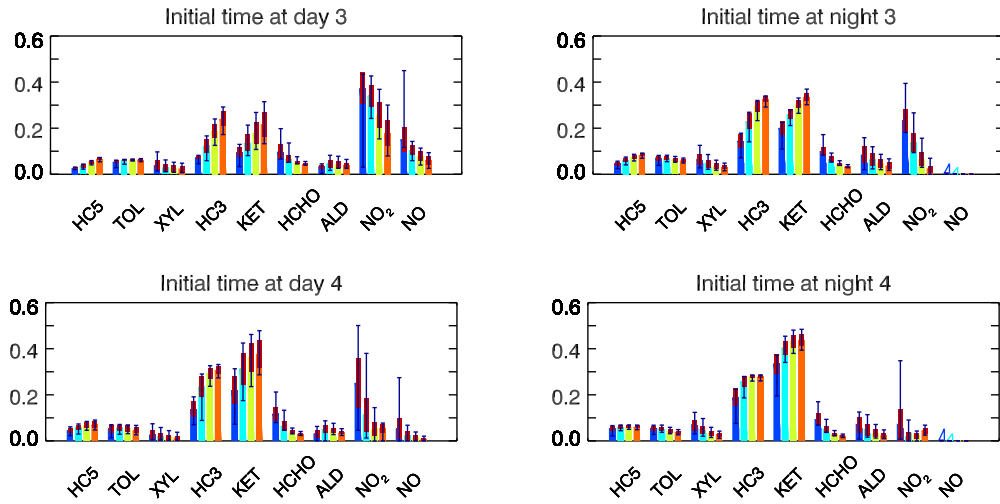 Initial time at day 3
0.6
0.4
0.2
0.0
HC5 TOL XYL HC3 KET HCHO ALD NO₂ NO
Initial time at night 3
0.6
0.4
0.2
0.0
HC5 TOL XYL HC3 KET HCHO ALD NO₂ NO
Initial time at day 4
0.6
0.4
0.2
0.0
HC5 TOL XYL HC3 KET HCHO ALD NO₂ NO
Initial time at night 4
0.6
0.4
0.2
0.0
HC5 TOL XYL HC3 KET HCHO ALD NO₂ NO